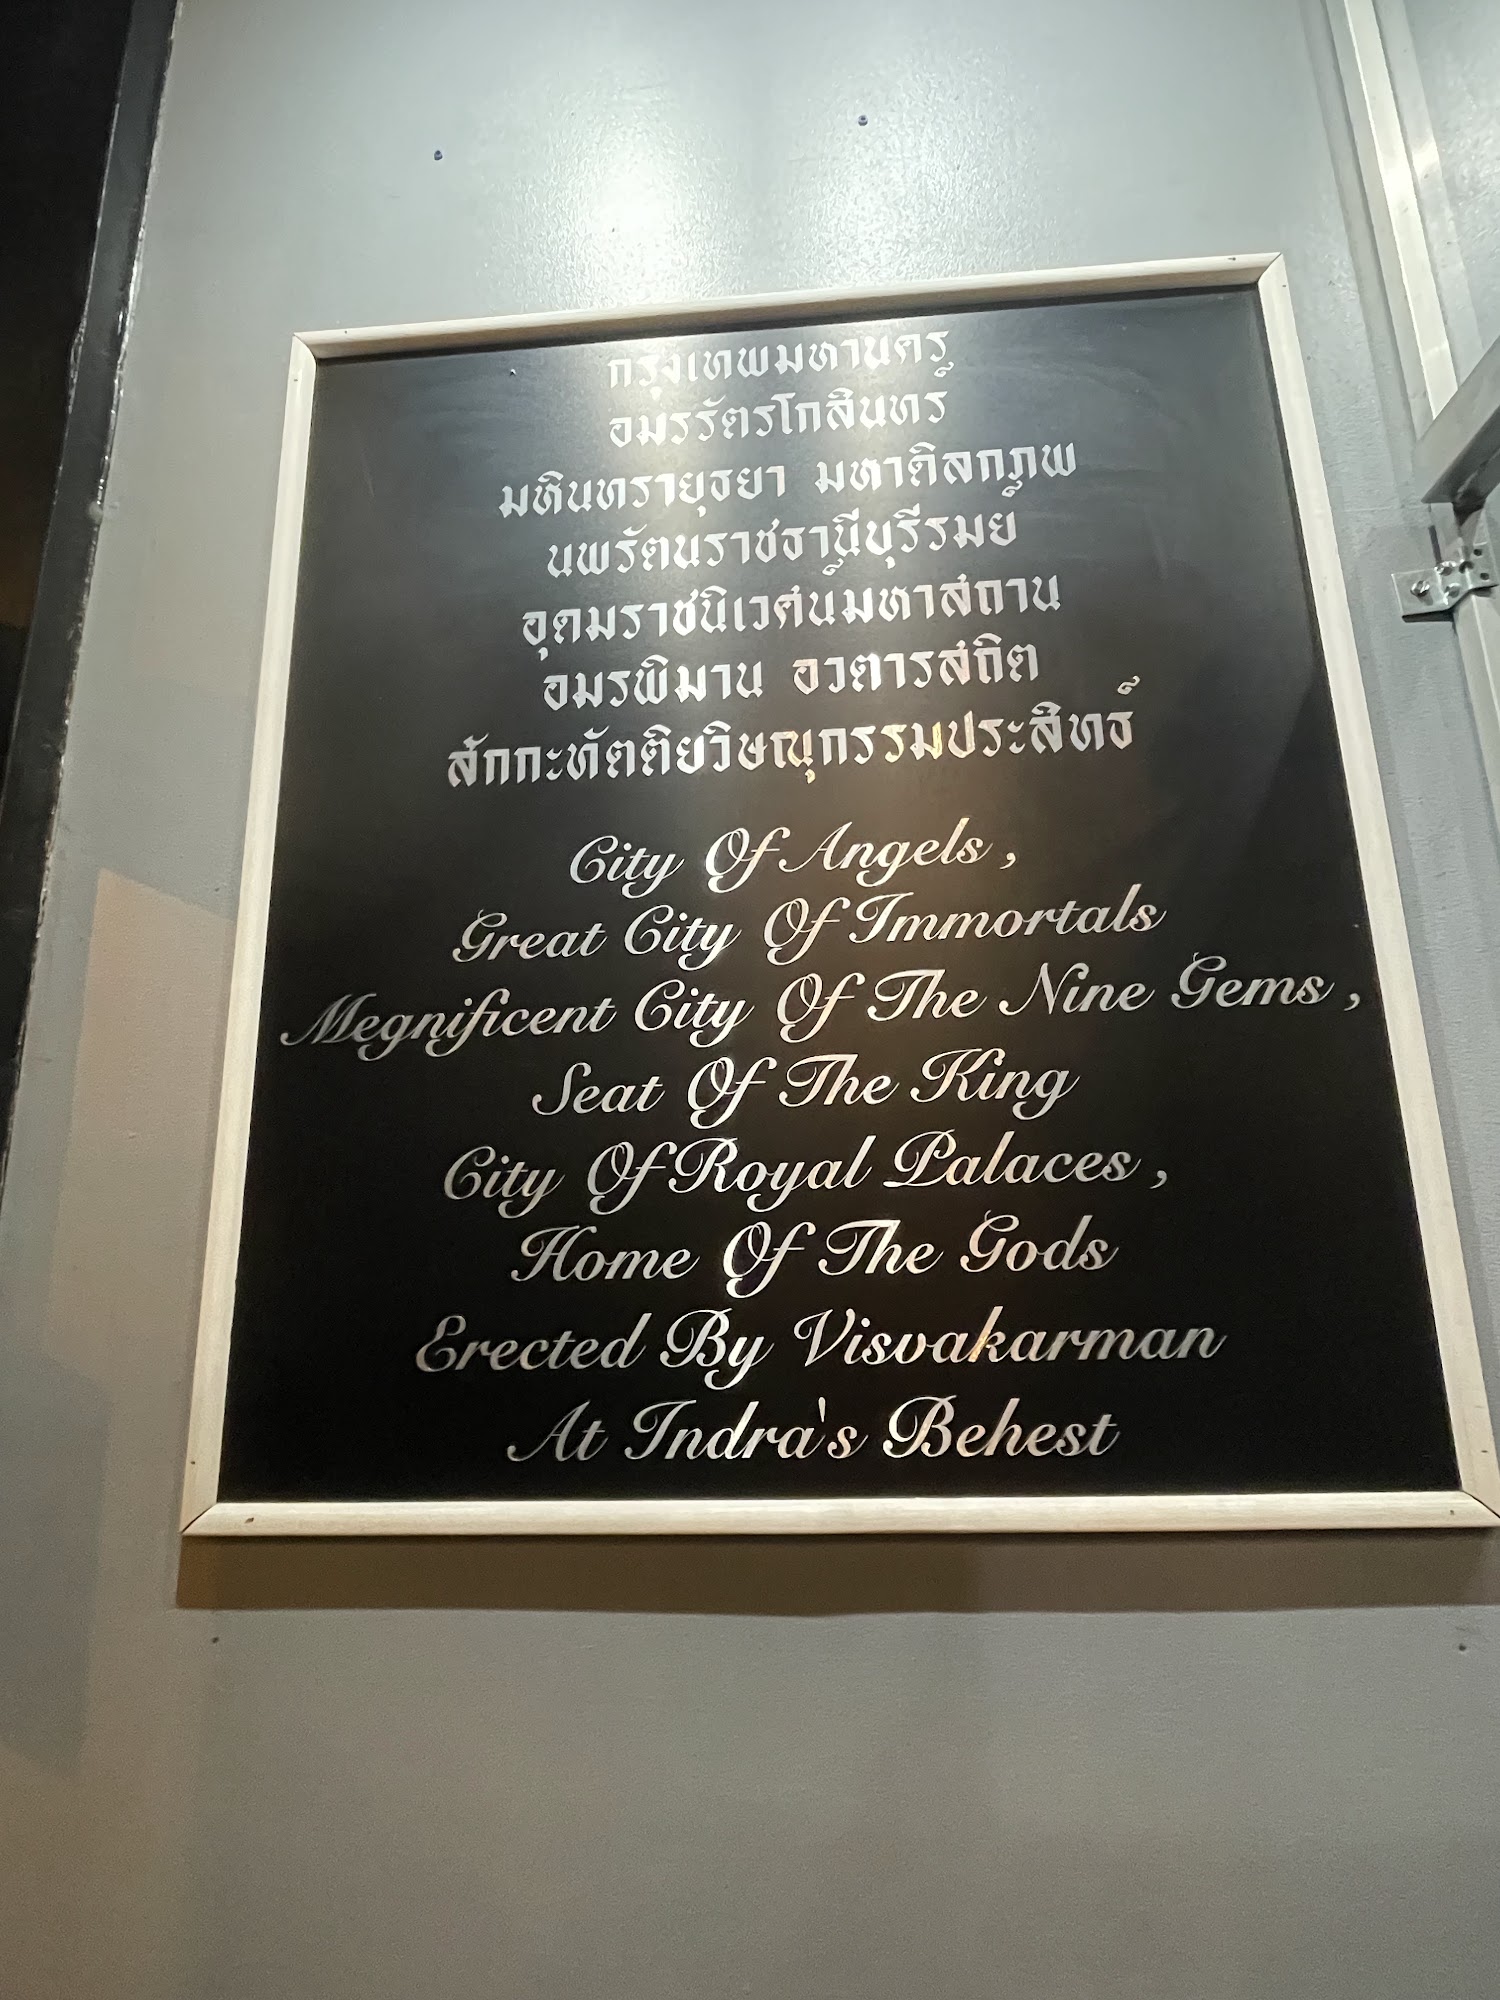 กรุงเทพมหานคร
อมรรัตรโกสินทร์
มหินทรายุธยา มหาดิลกภพ
นพรัตนราชธานีบุรีรมย์
อุดมราชนิเวศน์มหาสถาน
อมรพิมาน อวตารสถิต
สักกะทัตติยวิษณุกรรมประสิทธ์
City Of Angels ,
Great City Of Immortals
Megnificent City Of The Nine Gems ,
Seat Of The King
City Of Royal Palaces ,
Home Of The Gods
Erected By Visvakarman
At Indra's Behest